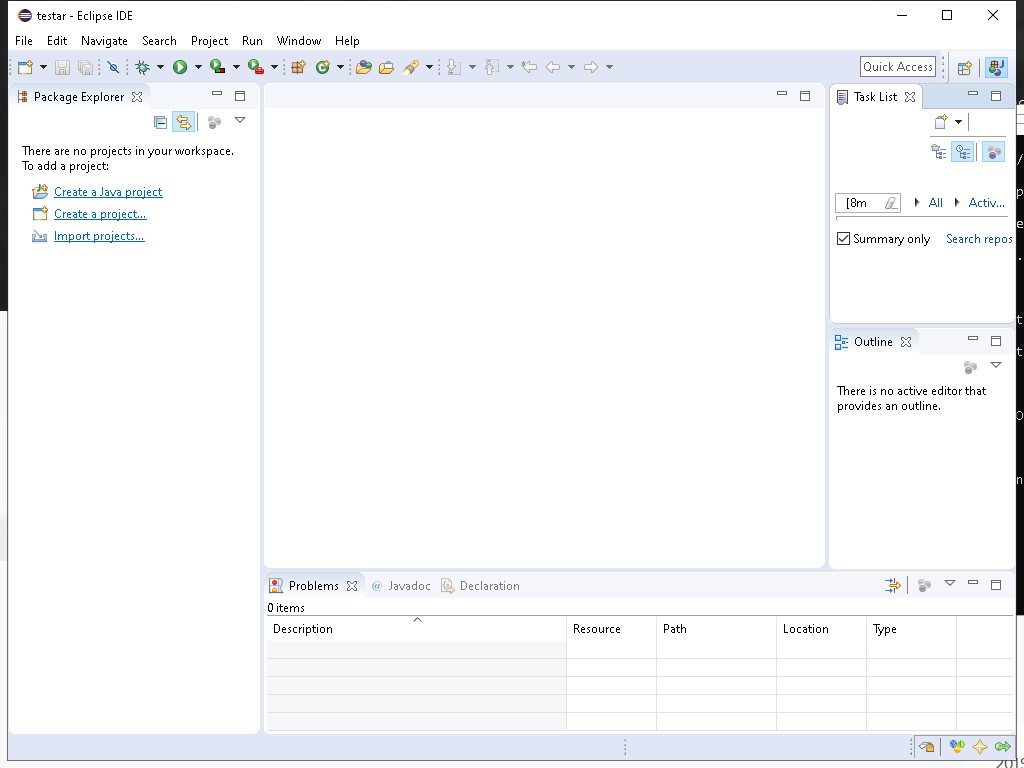 testar - Eclipse IDE
File Edit Navigate Search Project Run Window Help
Quick Access
Package Explorer
There are no projects in your workspace.
To add a project:
Create a Java project
Create a project...
Import projects...
Task List
[8m
All
Activ...
Summary only
Search repos
Outline
There is no active editor that
provides an outline.
Problems
@ Javadoc
Declaration
0 items
Description Resource Path Location Type